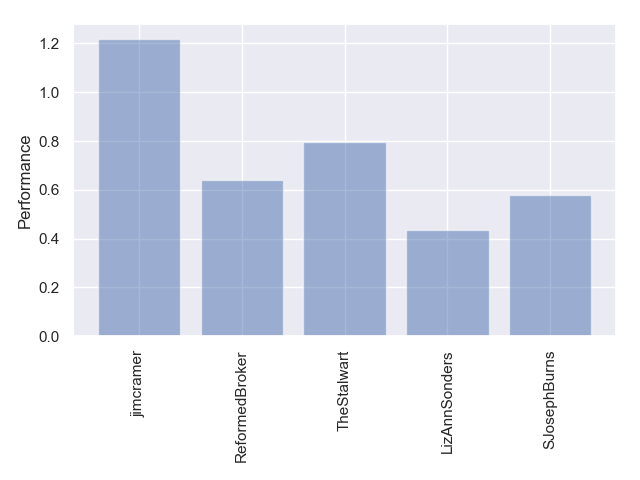 Performance
1.2
1.0
0.8
0.6
0.4
0.2
0.0
jimcramer
ReformedBroker
TheStalwart
LizAnnSonders
SJosephBurns